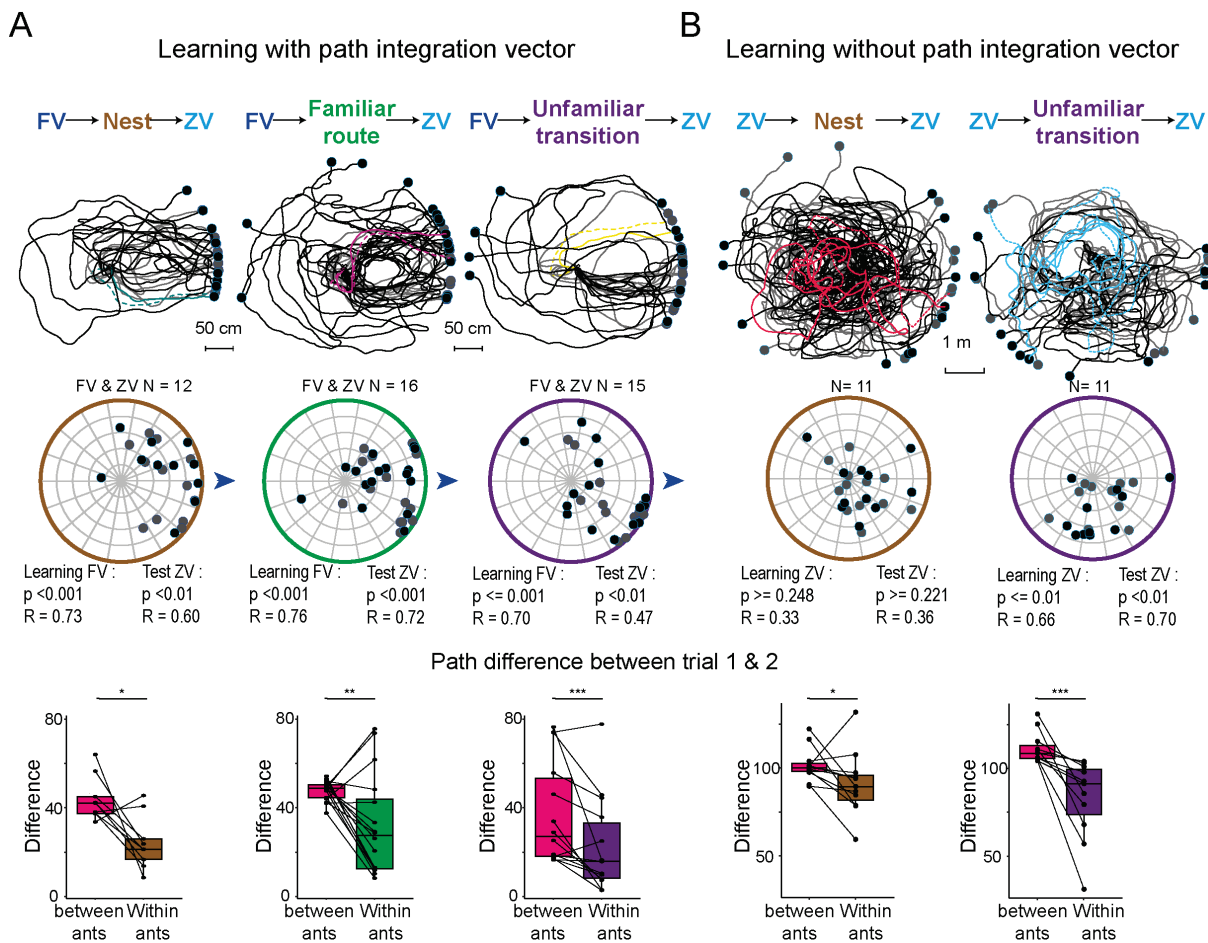 A
B
Learning with path integration vector
Learning without path integration vector
FV Nest ZV
FV Familiar route ZV
FV Unfamiliar transition ZV
ZV Nest ZV
ZV Unfamiliar transition ZV
50 cm
50 cm
1 m
FV & ZV N = 12
FV & ZV N = 16
FV & ZV N = 15
N= 11
N= 11
Learning FV :
p <0.001
R = 0.73
Test ZV :
p <0.01
R = 0.60
Learning FV :
p <0.001
R = 0.76
Test ZV :
p <0.001
R = 0.72
Learning FV :
p <= 0.001
R = 0.70
Test ZV :
p <0.01
R = 0.47
Learning ZV :
p >= 0.248
R = 0.33
Test ZV :
p >= 0.221
R = 0.36
Learning ZV :
p <= 0.01
R = 0.66
Test ZV :
p <0.01
R = 0.70
Path difference between trial 1 & 2
*
80
40
0
Difference
between ants
Within ants
**
80
40
0
Difference
between ants
Within ants
***
80
40
0
Difference
between ants
Within ants
*
100
50
Difference
between ants
Within ants
***
100
50
Difference
between ants
Within ants